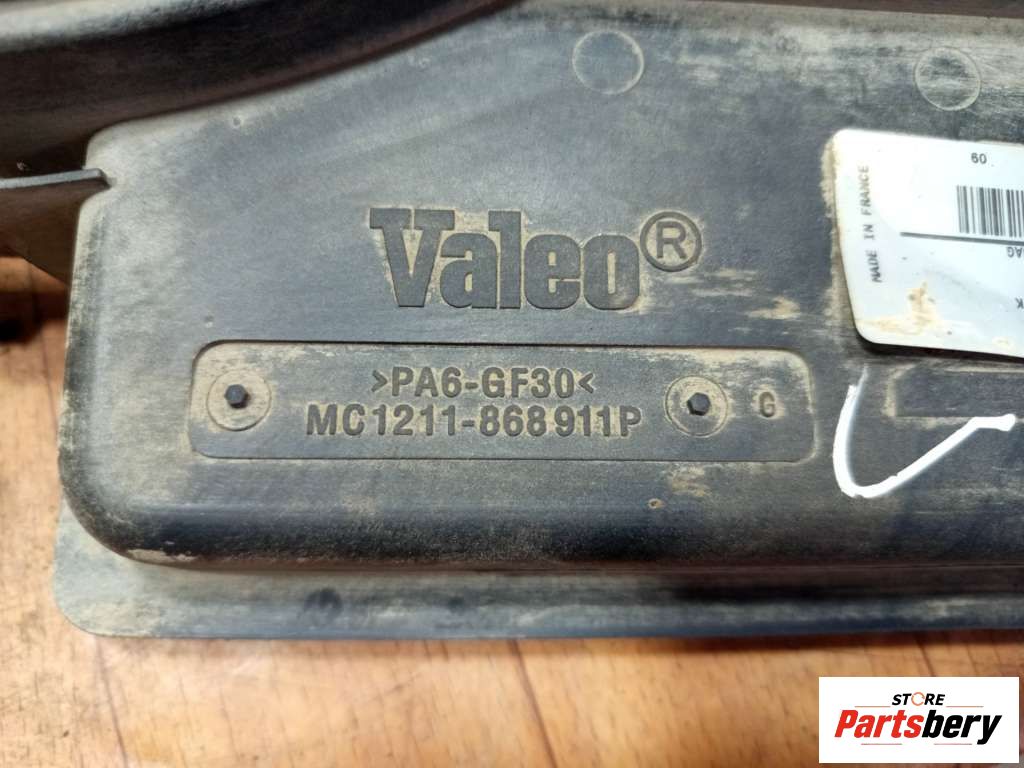 Valeo®
>PA6-GF30<
MC1211-868911P
G
MADE IN FRANCE
60
STORE
Partsbery